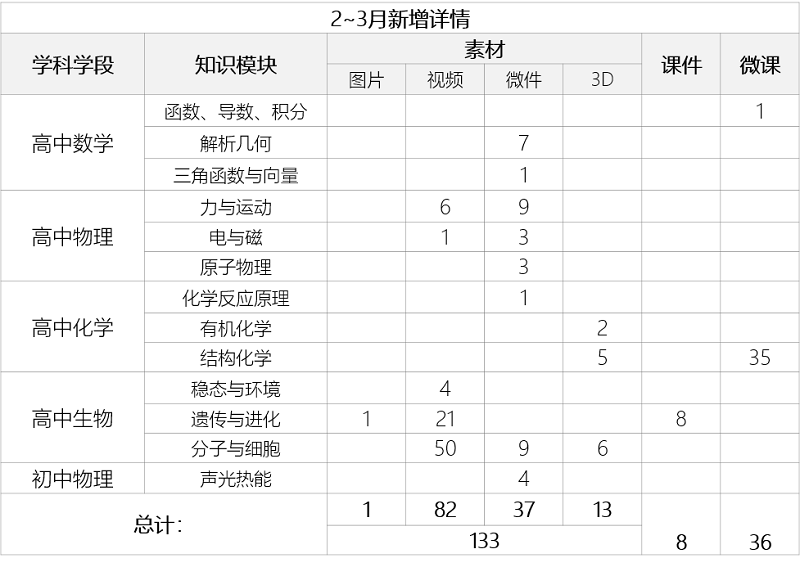 2~3月新增详情
学科学段 知识模块 素材 课件 微课
图片 视频 微件 3D
高中数学 函数、导数、积分 1
解析几何 7
三角函数与向量 1
高中物理 力与运动 6 9
电与磁 1 3
原子物理 3
高中化学 化学反应原理 1
有机化学 2
结构化学 5 35
高中生物 稳态与环境 4
遗传与进化 1 21 8
分子与细胞 50 9 6
初中物理 声光热能 4
总计： 1 82 37 13
133 8 36